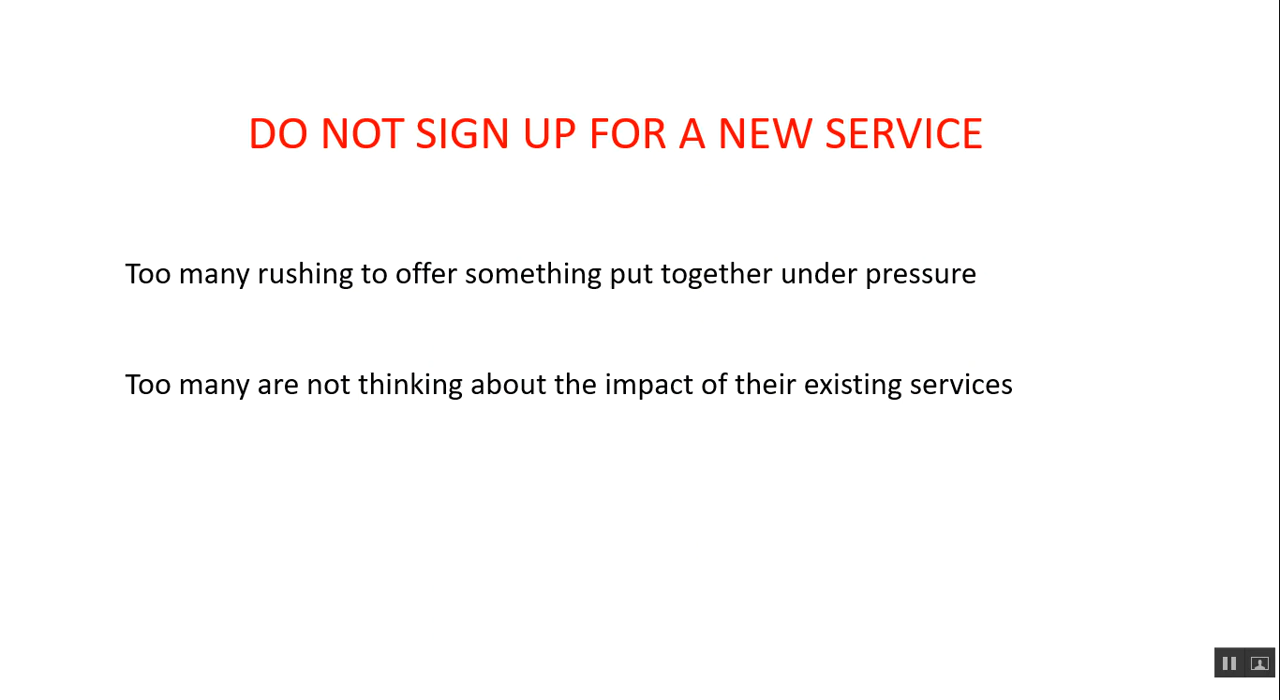 DO NOT SIGN UP FOR A NEW SERVICE
Too many rushing to offer something put together under pressure
Too many are not thinking about the impact of their existing services